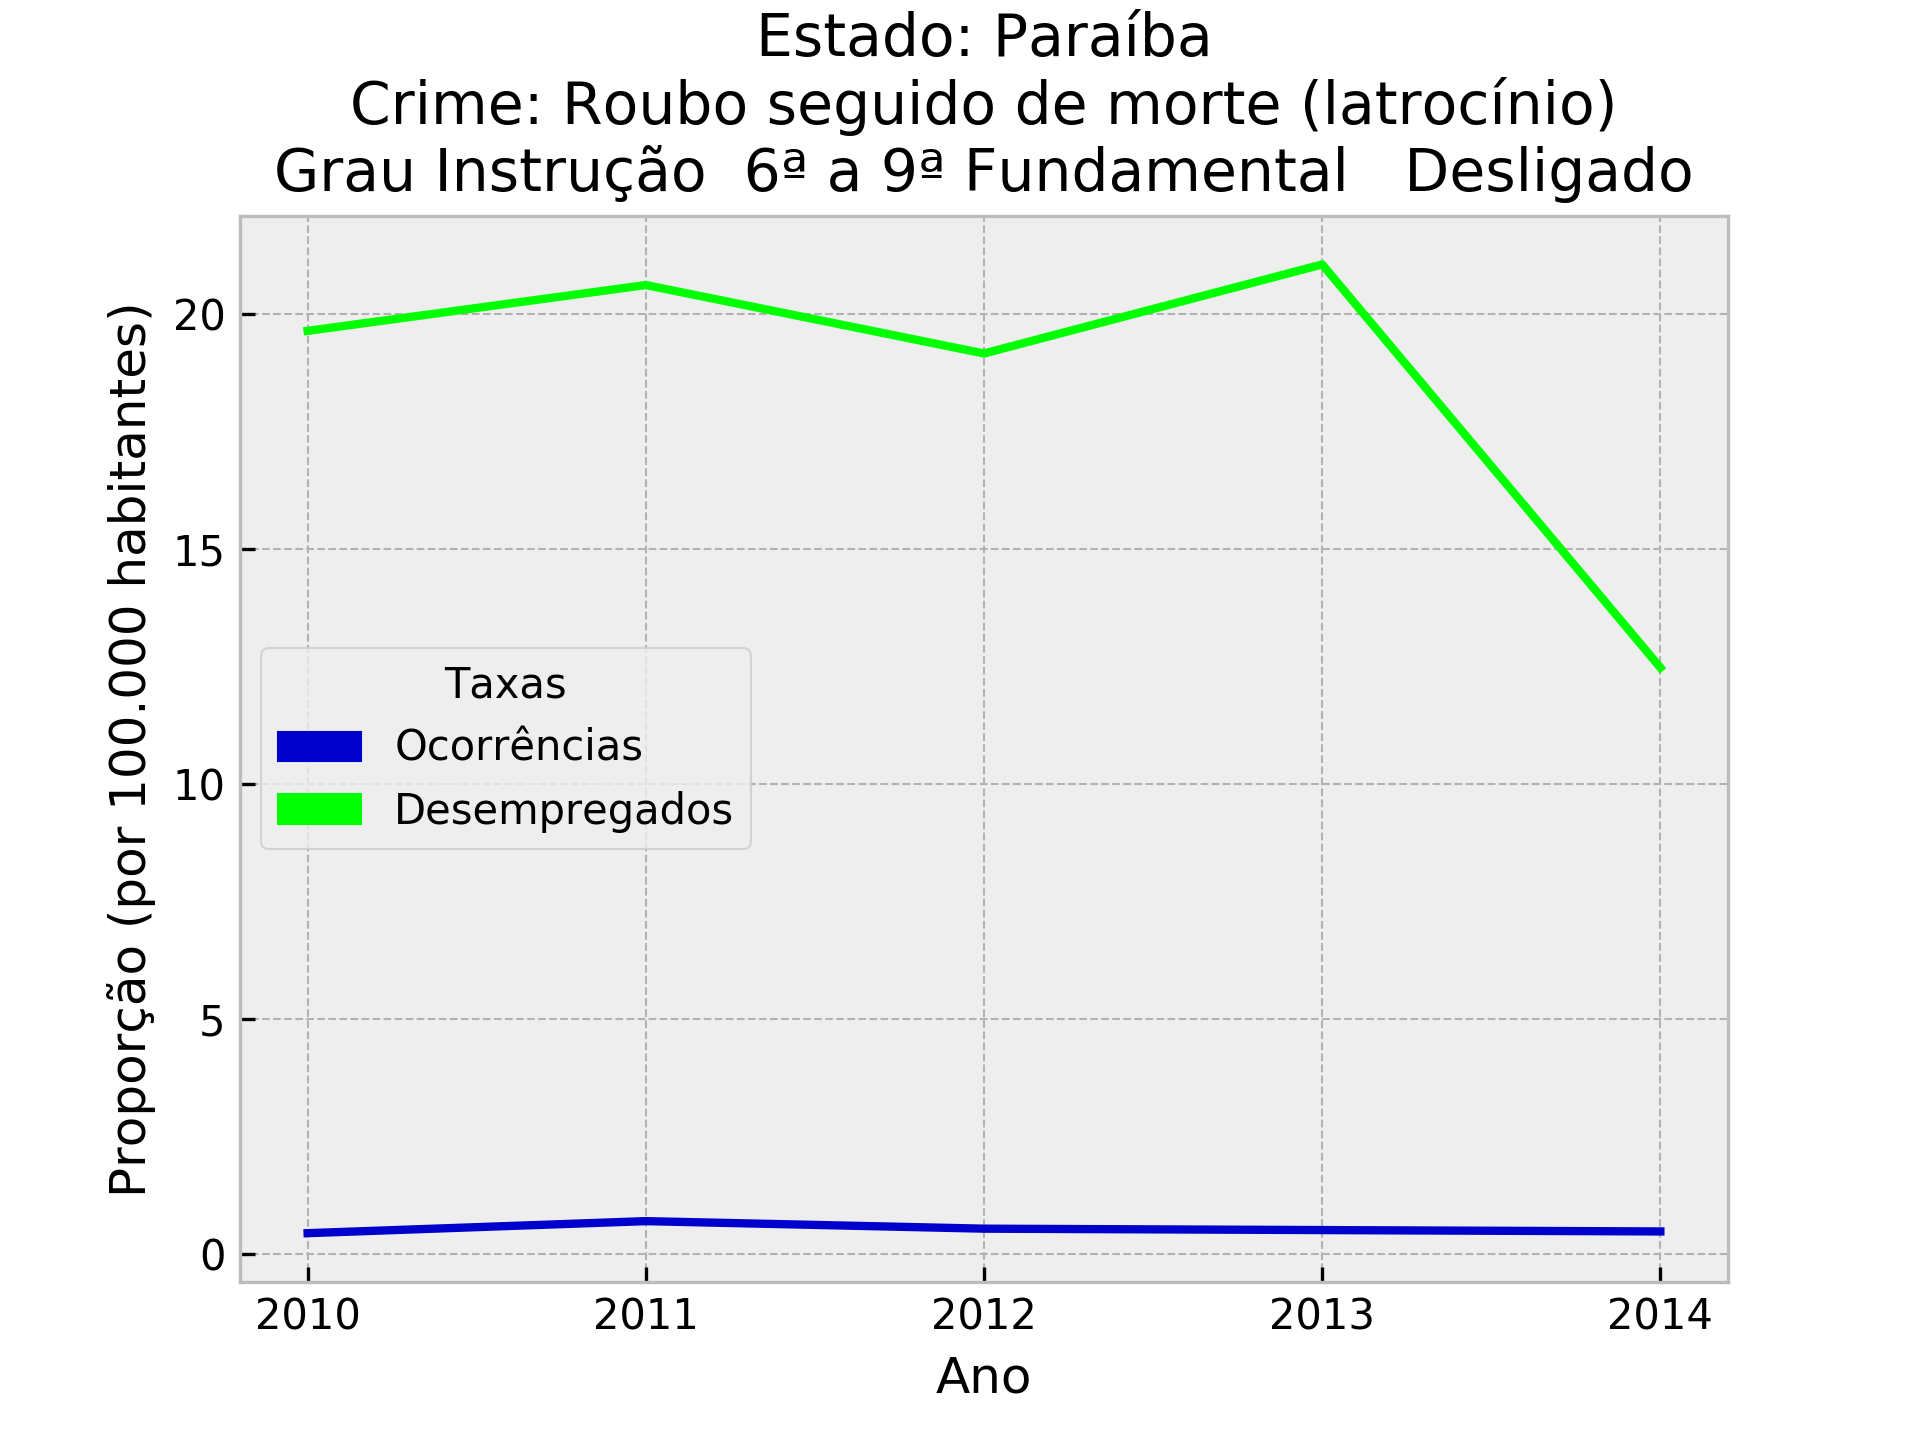 Estado: Paraíba
Crime: Roubo seguido de morte (latrocínio)
Grau Instrução  6ª a 9ª Fundamental   Desligado
Proporção (por 100.000 habitantes)
20
15
10
5
0
Taxas
Ocorrências
Desempregados
2010 2011 2012 2013 2014
Ano